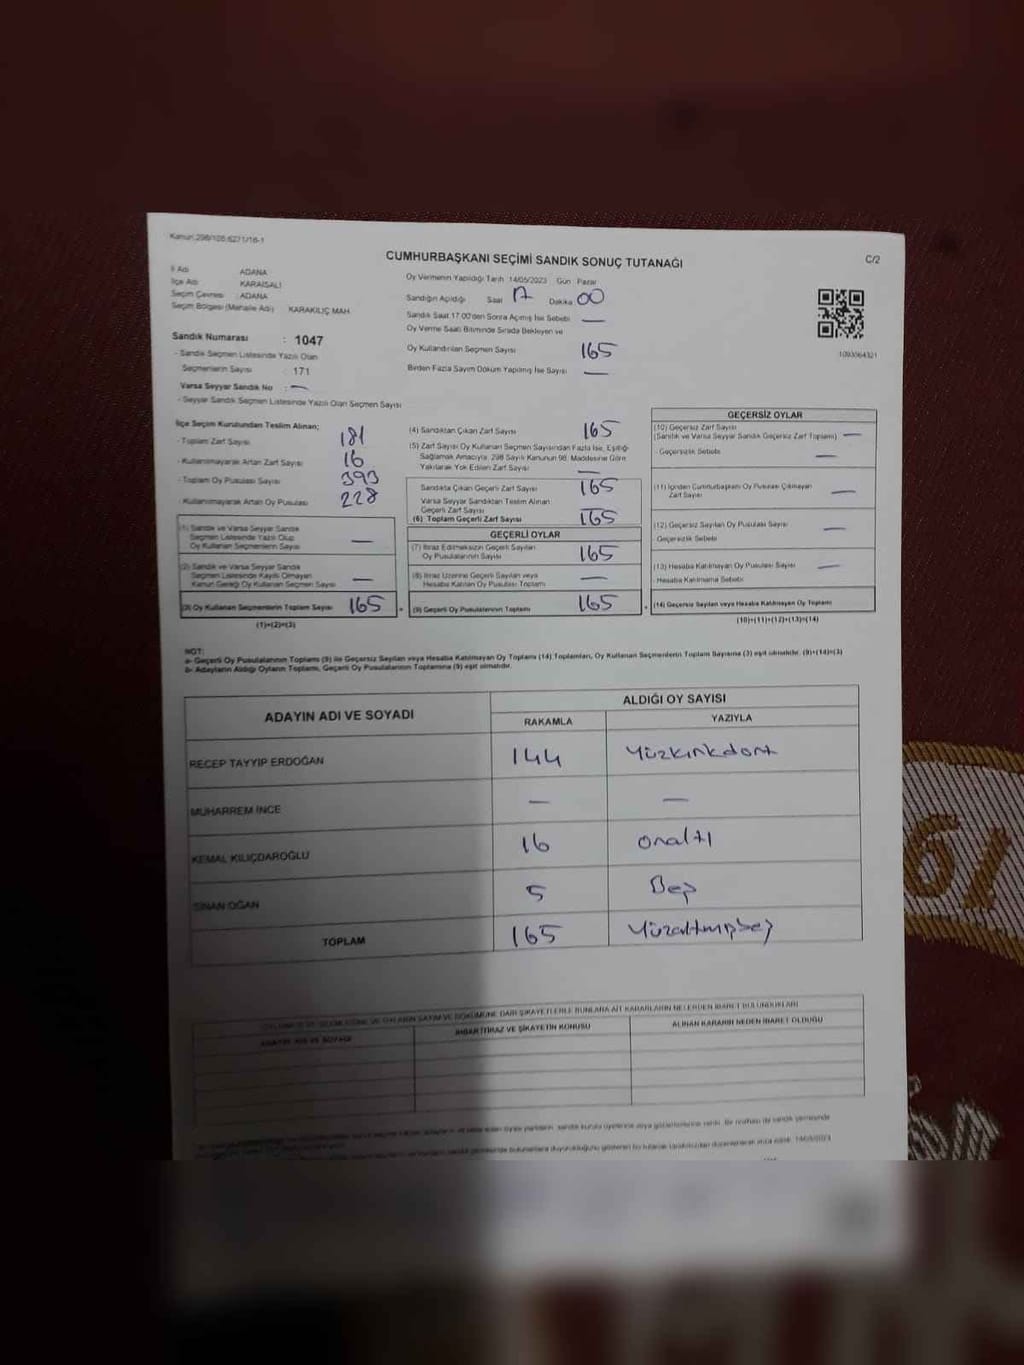 Kanun:298/105:6271/16-1
CUMHURBAŞKANI SEÇİMİ SANDIK SONUÇ TUTANAĞI
C/2
İl Adı ADANA
İlçe Adı KARAİSALI
Seçim Çevresi : ADANA
Seçim Bölgesi (Mahalle Adı) KARAKILIÇ MAH
Sandık Numarası : 1047
- Sandık Seçmen Listesinde Yazılı Olan
Seçmenlerin Sayısı : 171
Varsa Seyyar Sandık No : —
- Seyyar Sandık Seçmen Listesinde Yazılı Olan Seçmen Sayısı
Oy Vermenin Yapıldığı Tarih 14/05/2023 Gün Pazar
Sandığın Açıldığı Saat 17 Dakika 00
Sandık Saat 17:00'den Sonra Açılmış İse Sebebi —
Oy Verme Saati Bitiminde Sırada Bekleyen ve
Oy Kullandırılan Seçmen Sayısı 165
Birden Fazla Sayım Döküm Yapılmış İse Sayısı —
1093564321
İlçe Seçim Kurulundan Teslim Alınan;
- Toplam Zarf Sayısı 181
- Kullanılmayarak Artan Zarf Sayısı 16
- Toplam Oy Pusulası Sayısı 393
- Kullanılmayarak Artan Oy Pusulası 228
(1) Sandık ve Varsa Seyyar Sandık
Seçmen Listesinde Yazılı Olup
Oy Kullanan Seçmenlerin Sayısı —
(2) Sandık ve Varsa Seyyar Sandık
Seçmen Listesinde Kayıtlı Olmayan
Kanun Gereği Oy Kullanan Seçmen Sayısı —
(3) Oy Kullanan Seçmenlerin Toplam Sayısı 165
(1)+(2)=(3)
(4) Sandıktan Çıkan Zarf Sayısı 165
(5) Zarf Sayısı Oy Kullanan Seçmen Sayısından Fazla İse, Eşitliği
Sağlamak Amacıyla, 298 Sayılı Kanunun 98. Maddesine Göre
Yakılarak Yok Edilen Zarf Sayısı —
Sandıkta Çıkan Geçerli Zarf Sayısı 165
Varsa Seyyar Sandıktan Teslim Alınan
Geçerli Zarf Sayısı —
(6) Toplam Geçerli Zarf Sayısı 165
GEÇERLİ OYLAR
(7) İtiraz Edilmeksizin Geçerli Sayılan
Oy Pusulalarının Sayısı 165
(8) İtiraz Üzerine Geçerli Sayılan veya
Hesaba Katılan Oy Pusulası Toplamı —
(9) Geçerli Oy Pusulalarının Toplamı 165
GEÇERSİZ OYLAR
(10) Geçersiz Zarf Sayısı
(Sandık ve Varsa Seyyar Sandık Geçersiz Zarf Toplamı) —
- Geçersizlik Sebebi —
(11) İçinden Cumhurbaşkanı Oy Pusulası Çıkmayan
Zarf Sayısı —
(12) Geçersiz Sayılan Oy Pusulası Sayısı —
Geçersizlik Sebebi
(13) Hesaba Katılmayan Oy Pusulası Sayısı —
Hesaba Katılmama Sebebi
(14) Geçersiz Sayılan veya Hesaba Katılmayan Oy Toplamı
(10)+(11)+(12)+(13)=(14)
NOT:
a- Geçerli Oy Pusulalarının Toplamı (9) ile Geçersiz Sayılan veya Hesaba Katılmayan Oy Toplamı (14) Toplamları, Oy Kullanan Seçmenlerin Toplam Sayısına (3) eşit olmalıdır. (9)+(14)=(3)
b- Adayların Aldığı Oyların Toplamı, Geçerli Oy Pusulalarının Toplamına (9) eşit olmalıdır.
ADAYIN ADI VE SOYADI
ALDIĞI OY SAYISI
RAKAMLA YAZIYLA
RECEP TAYYİP ERDOĞAN 144 Yüzkırkdört
MUHARREM İNCE — —
KEMAL KILIÇDAROĞLU 16 onaltı
SİNAN OĞAN 5 Beş
TOPLAM 165 Yüzaltmışbeş
ŞİKAYETLERLE BUNLARA AİT KARARLARIN NELERDEN İBARET BULUNDUKLARI
ADAYIN ADI VE SOYADI
İHBAR İTİRAZ VE ŞİKAYETİN KONUSU
ALINAN KARARIN NEDEN İBARET OLDUĞU
61